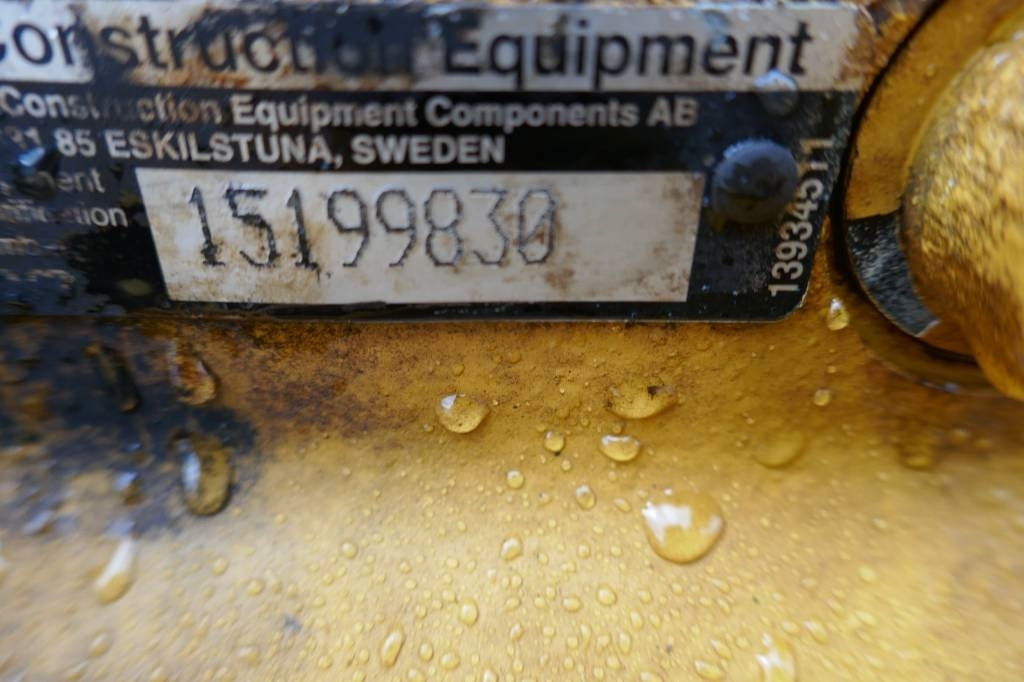 Construction Equipment
Construction Equipment Components AB
85 ESKILSTUNA, SWEDEN
15199830
13934511